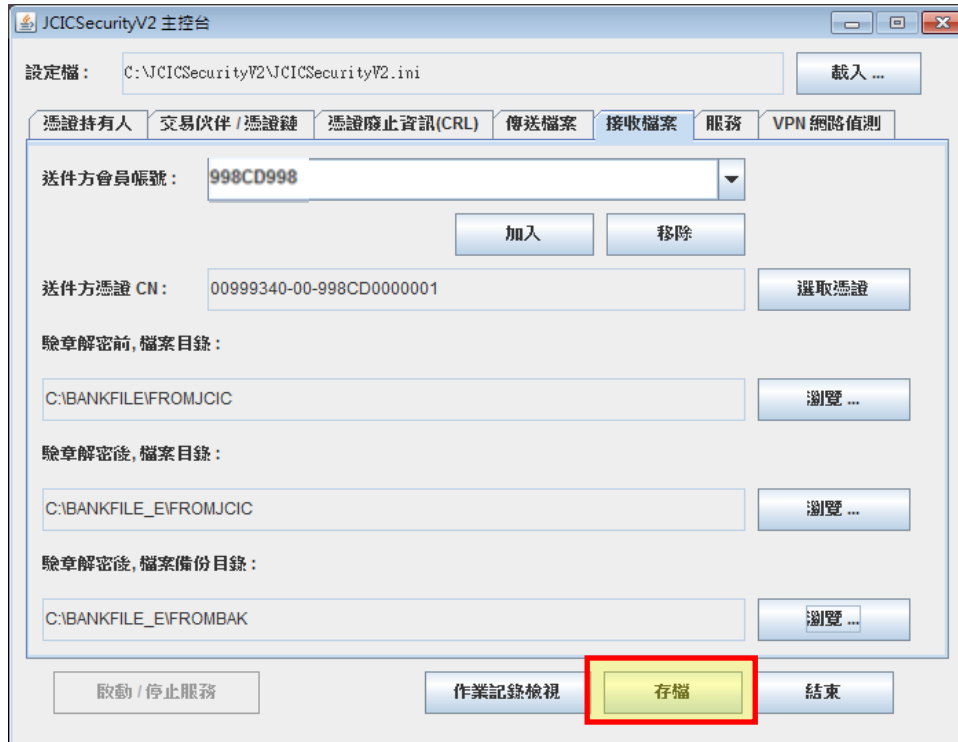 JCICSecurityV2 主控台
設定檔： C:\JCICSecurityV2\JCICSecurityV2.ini 載入 ...
憑證持有人 交易伙伴 / 憑證鏈 憑證廢止資訊(CRL) 傳送檔案 接收檔案 服務 VPN 網路偵測
送件方會員帳號： 998CD998
加入 移除
送件方憑證 CN： 00999340-00-998CD0000001 選取憑證
驗章解密前, 檔案目錄：
C:\BANKFILE\FROMJCIC 瀏覽 ...
驗章解密後, 檔案目錄：
C:\BANKFILE_E\FROMJCIC 瀏覽 ...
驗章解密後, 檔案備份目錄：
C:\BANKFILE_E\FROMBAK 瀏覽 ...
啟動 / 停止服務 作業記錄檢視 存檔 結束